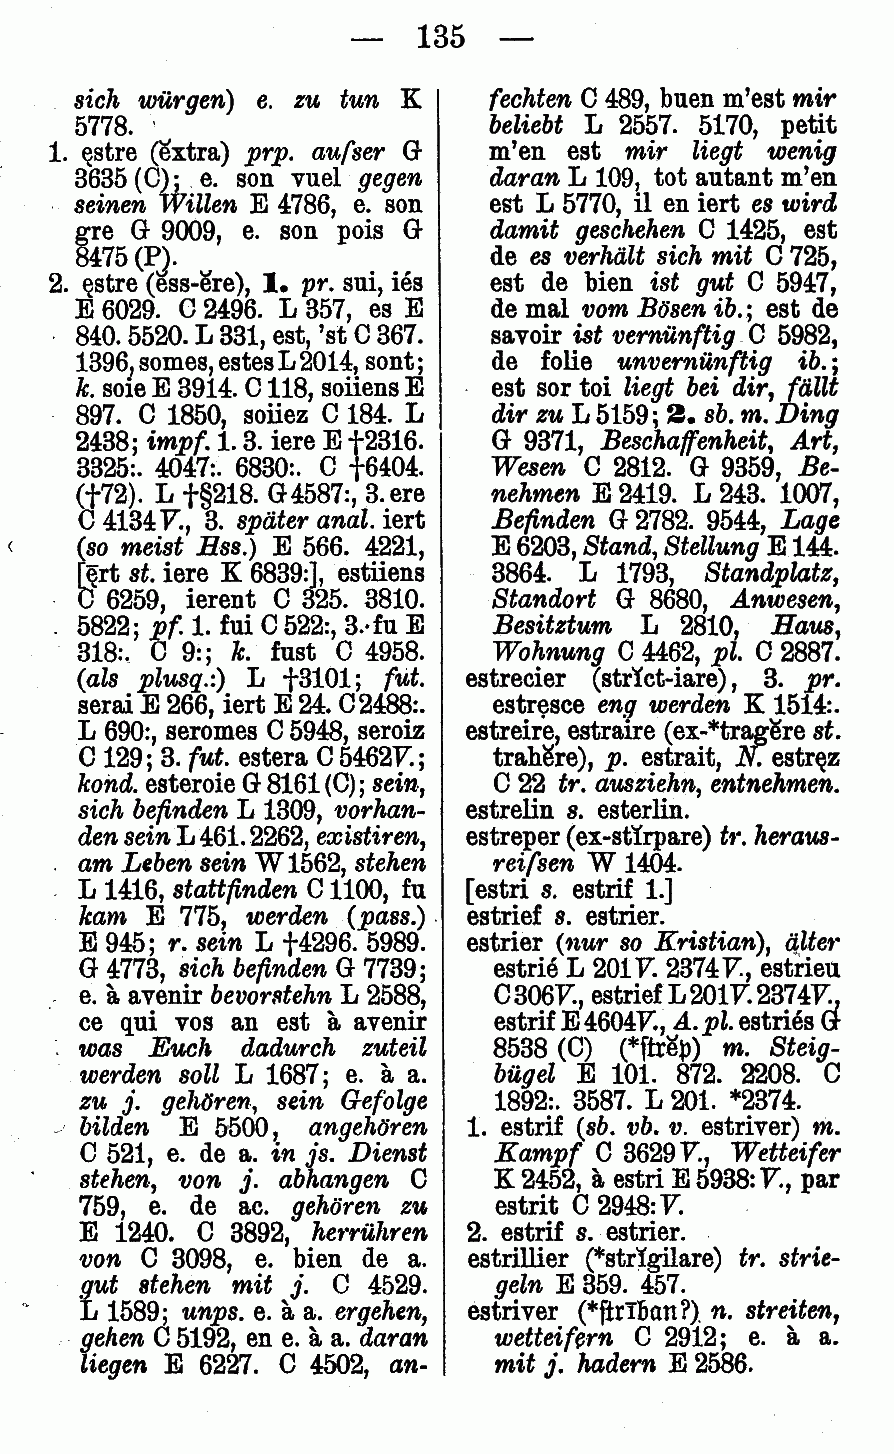 — 135 —
sich würgen) e. zu tun K
5778.
1. ęstre (ĕxtra) prp. auſser G
3635 (C); e. son vuel gegen
seinen Willen E 4786, e. son
gre G 9009, e. son pois G
8475 (P).
2. ęstre (ĕss-ĕre), 1. pr. sui, iés
E 6029. C 2496. L 357, es E
840. 5520. L 331, est, 'st C 367.
1396, somes, estes L 2014, sont;
k. soie E 3914. C 118, soiiens E
897. C 1850, soiiez C 184. L
2438; impf. 1. 3. iere E †2316.
3325:. 4047:. 6830:. C †6404.
(†72). L †§218. G 4587:, 3. ere
C 4134 V., 3. später anal. iert
(so meist Hss.) E 566. 4221,
[ērt st. iere K 6839:], estiiens
C 6259, ierent C 325. 3810.
5822; pf. 1. fui C 522:, 3. fu E
318:. C 9:; k. fust C 4958.
(als plusq.:) L †3101; fut.
serai E 266, iert E 24. C 2488:.
L 690:, seromes C 5948, seroiz
C 129; 3. fut. estera C 5462V.;
kond. esteroie G 8161 (C); sein,
sich befinden L 1309, vorhan-
den sein L 461. 2262, existiren,
am Leben sein W 1562, stehen
L 1416, stattfinden C 1100, fu
kam E 775, werden (pass.)
E 945; r. sein L †4296. 5989.
G 4773, sich befinden G 7739;
e. à avenir bevorstehn L 2588,
ce qui vos an est à avenir
was Euch dadurch zuteil
werden soll L 1687; e. à a.
zu j. gehören, sein Gefolge
bilden E 5500, angehören
C 521, e. de a. in js. Dienst
stehen, von j. abhangen C
759, e. de ac. gehören zu
E 1240. C 3892, herrühren
von C 3098, e. bien de a.
gut stehen mit j. C 4529.
L 1589; unps. e. à a. ergehen,
gehen C 5192, en e. à a. daran
liegen E 6227. C 4502, an-
fechten C 489, buen m'est mir
beliebt L 2557. 5170, petit
m'en est mir liegt wenig
daran L 109, tot autant m'en
est L 5770, il en iert es wird
damit geschehen C 1425, est
de es verhält sich mit C 725,
est de bien ist gut C 5947,
de mal vom Bösen ib.; est de
savoir ist vernünftig C 5982,
de folie unvernünftig ib.;
est sor toi liegt bei dir, fällt
dir zu L 5159; 2. sb. m. Ding
G 9371, Beschaffenheit, Art,
Wesen C 2812. G 9359, Be-
nehmen E 2419. L 243. 1007,
Befinden G 2782. 9544, Lage
E 6203, Stand, Stellung E 144.
3864. L 1793, Standplatz,
Standort G 8680, Anwesen,
Besitztum L 2810, Haus,
Wohnung C 4462, pl. C 2887.
estrecier (strĭct-iare), 3. pr.
estręsce eng werden K 1514:.
estreire, estraire (ex-*tragĕre st.
trahĕre), p. estrait, N. estręz
C 22 tr. ausziehn, entnehmen.
estrelin s. esterlin.
estreper (ex-stĭrpare) tr. heraus-
reiſsen W 1404.
[estri s. estrif 1.]
estrief s. estrier.
estrier (nur so Kristian), älter
estrié L 201 V. 2374 V., estrieu
C 306 V., estrief L 201 V. 2374 V.,
estrif E 4604V., A. pl. estriés G
8538 (C) (*ſtrĕp) m. Steig-
bügel E 101. 872. 2208. C
1892:. 3587. L 201. *2374.
1. estrif (sb. vb. v. estriver) m.
Kampf C 3629 V., Wetteifer
K 2452, à estri E 5938: V., par
estrit C 2948: V.
2. estrif s. estrier.
estrillier (*strĭgilare) tr. strie-
geln E 359. 457.
estriver (*ſtrīban?) n. streiten,
wetteifern C 2912; e. à a.
mit j. hadern E 2586.